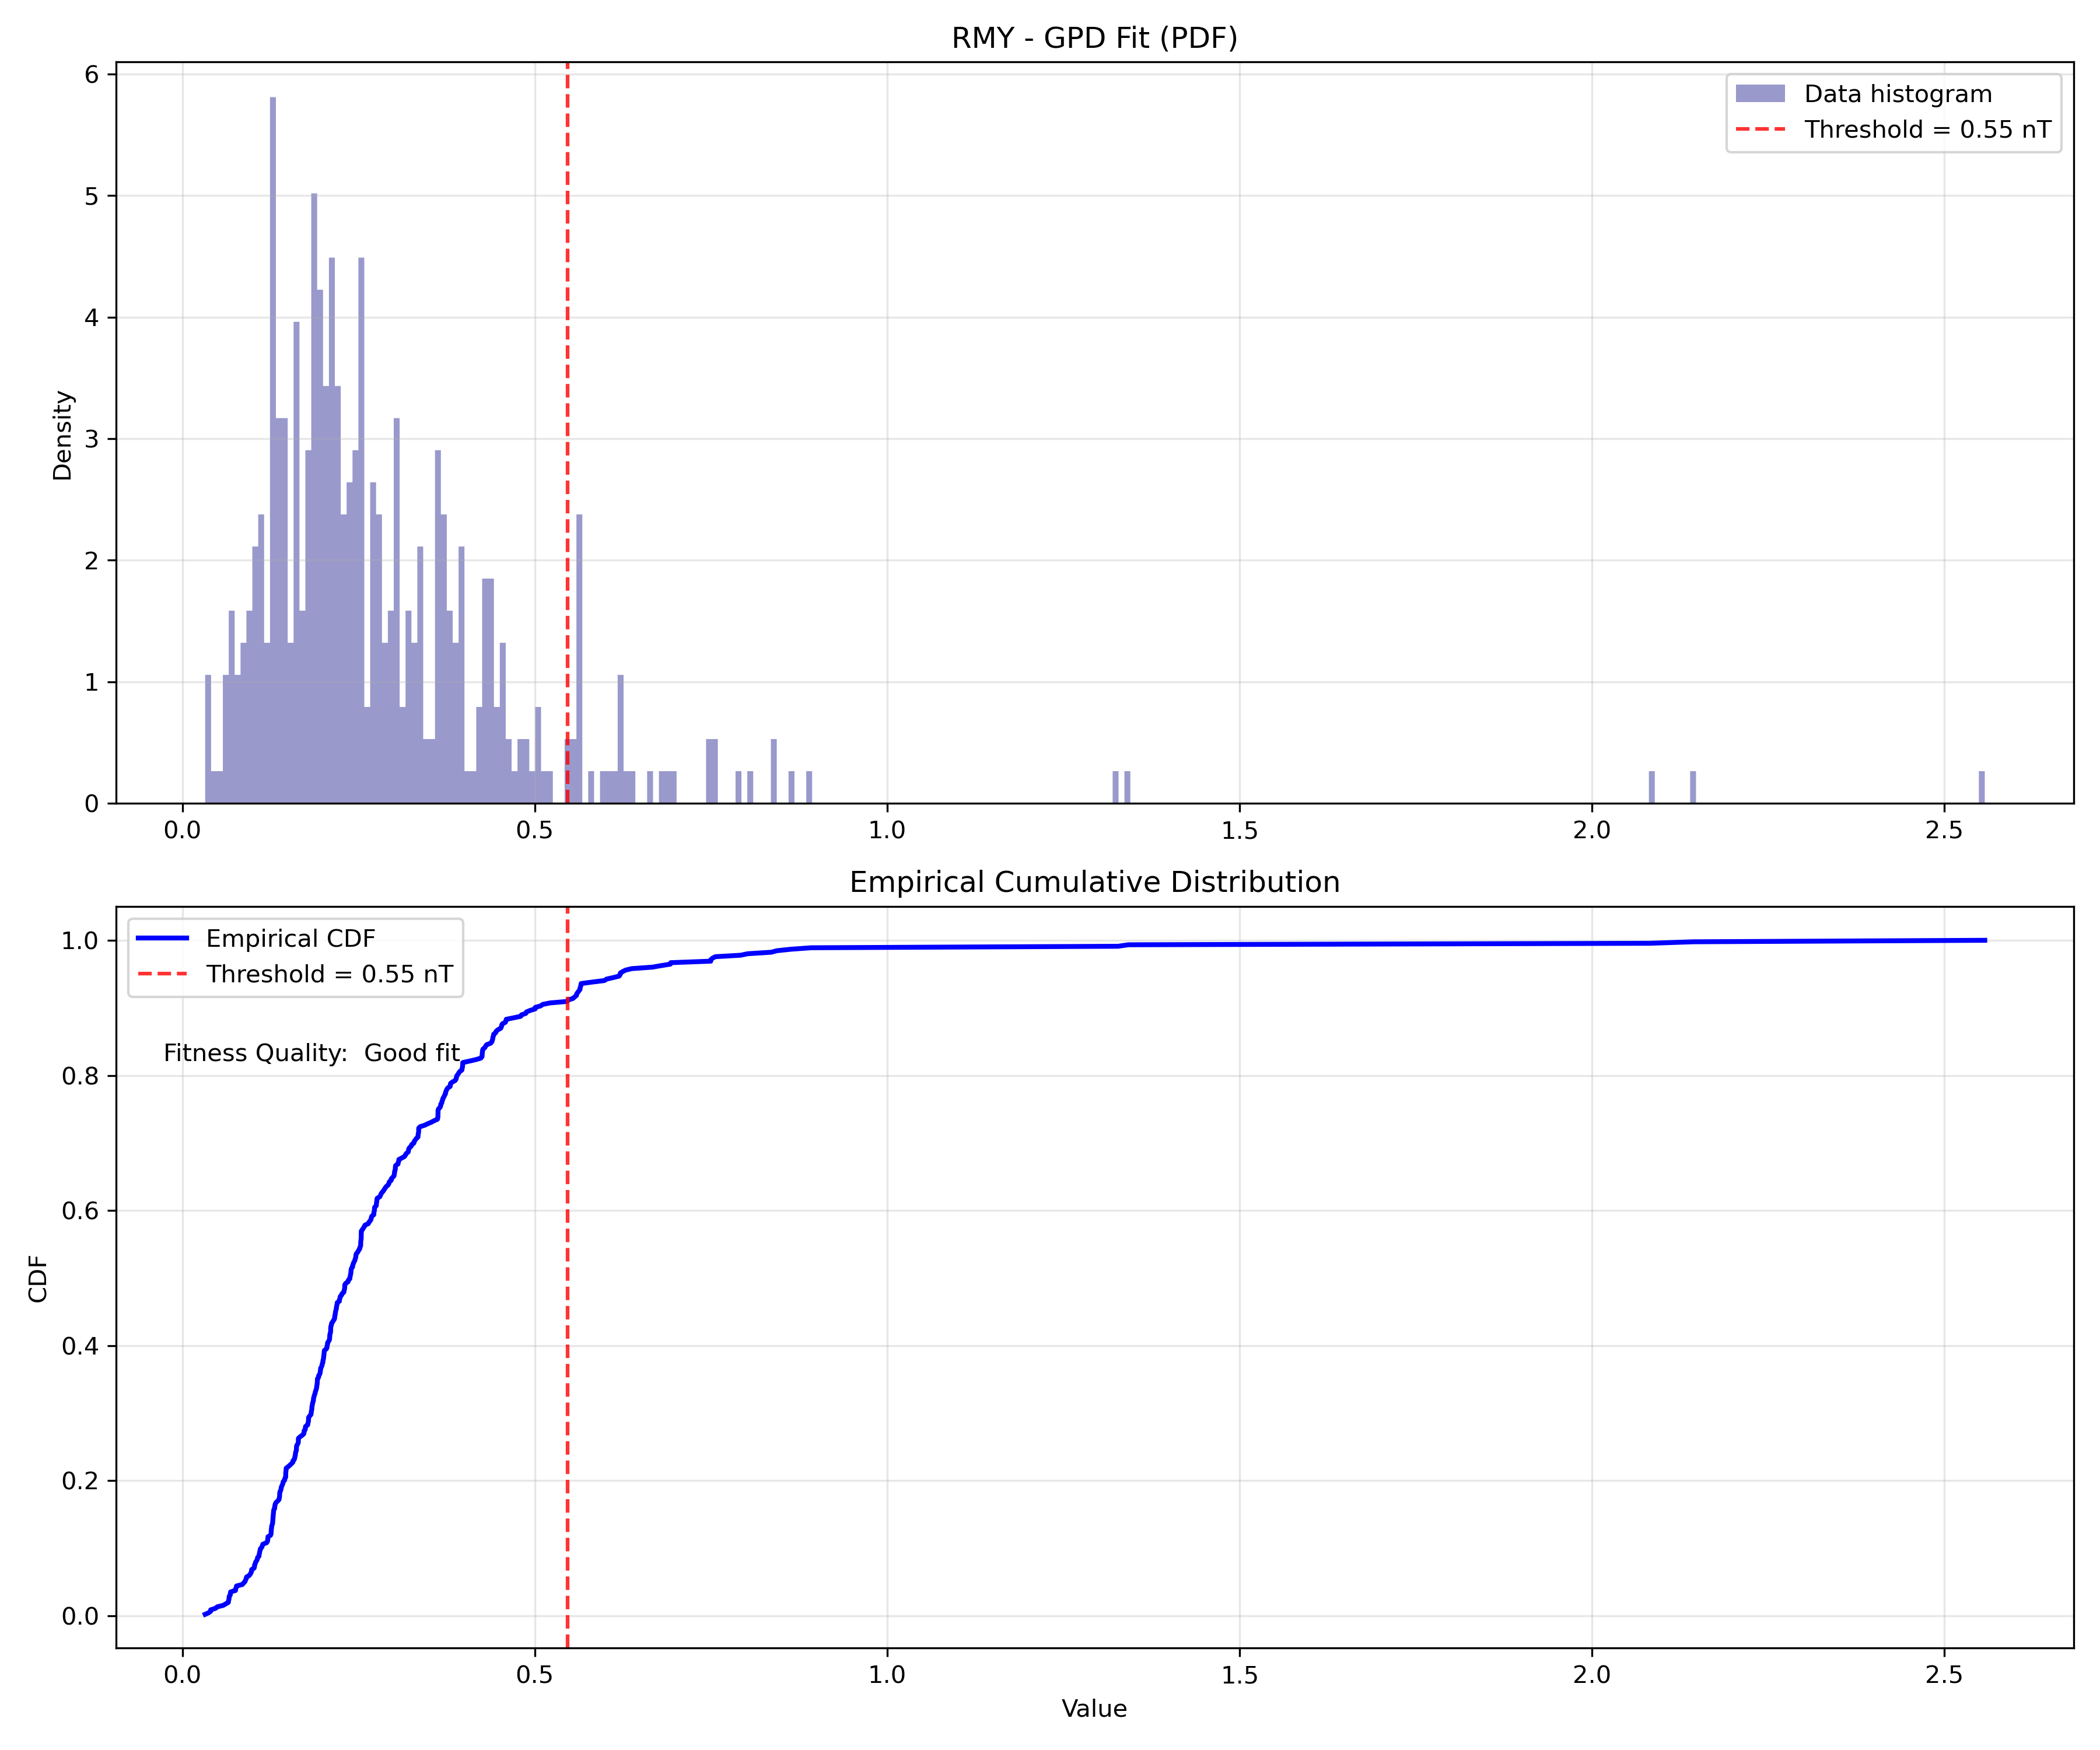 RMY - GPD Fit (PDF)
6
5
4
3
2
1
0
Density
Data histogram
Threshold = 0.55 nT
0.0 0.5 1.0 1.5 2.0 2.5
Empirical Cumulative Distribution
1.0
0.8
0.6
0.4
0.2
0.0
CDF
Empirical CDF
Threshold = 0.55 nT
Fitness Quality:  Good fit
0.0 0.5 1.0 1.5 2.0 2.5
Value